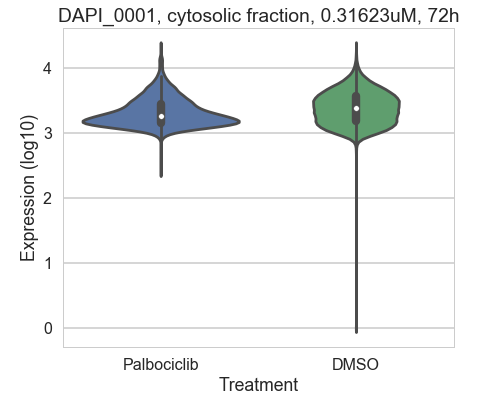 DAPI_0001, cytosolic fraction, 0.31623uM, 72h
Expression (log10)
4
3
2
1
0
Palbociclib
DMSO
Treatment